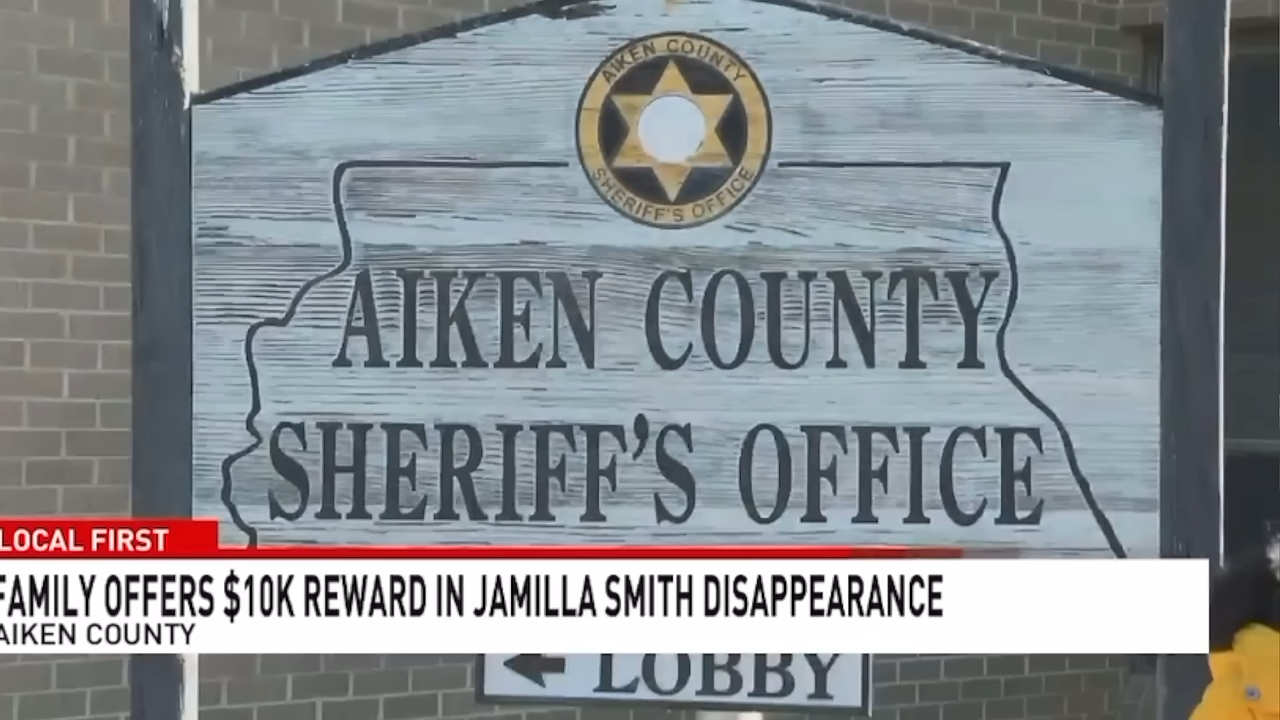 AIKEN COUNTY
SHERIFF'S OFFICE
AIKEN COUNTY
SHERIFF'S OFFICE
LOCAL FIRST
FAMILY OFFERS $10K REWARD IN JAMILLA SMITH DISAPPEARANCE
AIKEN COUNTY
LOBBY